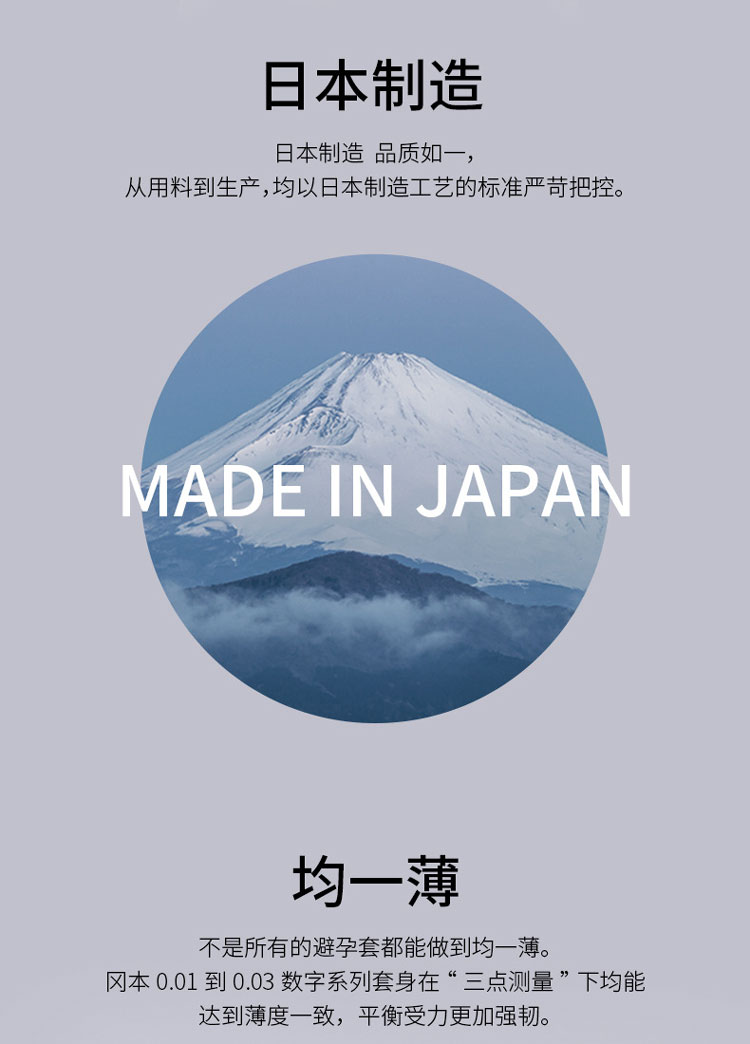 日本制造
日本制造 品质如一，
从用料到生产，均以日本制造工艺的标准严苛把控。
MADE IN JAPAN
均一薄
不是所有的避孕套都能做到均一薄。
冈本 0.01 到 0.03 数字系列套身在“三点测量”下均能
达到薄度一致，平衡受力更加强韧。